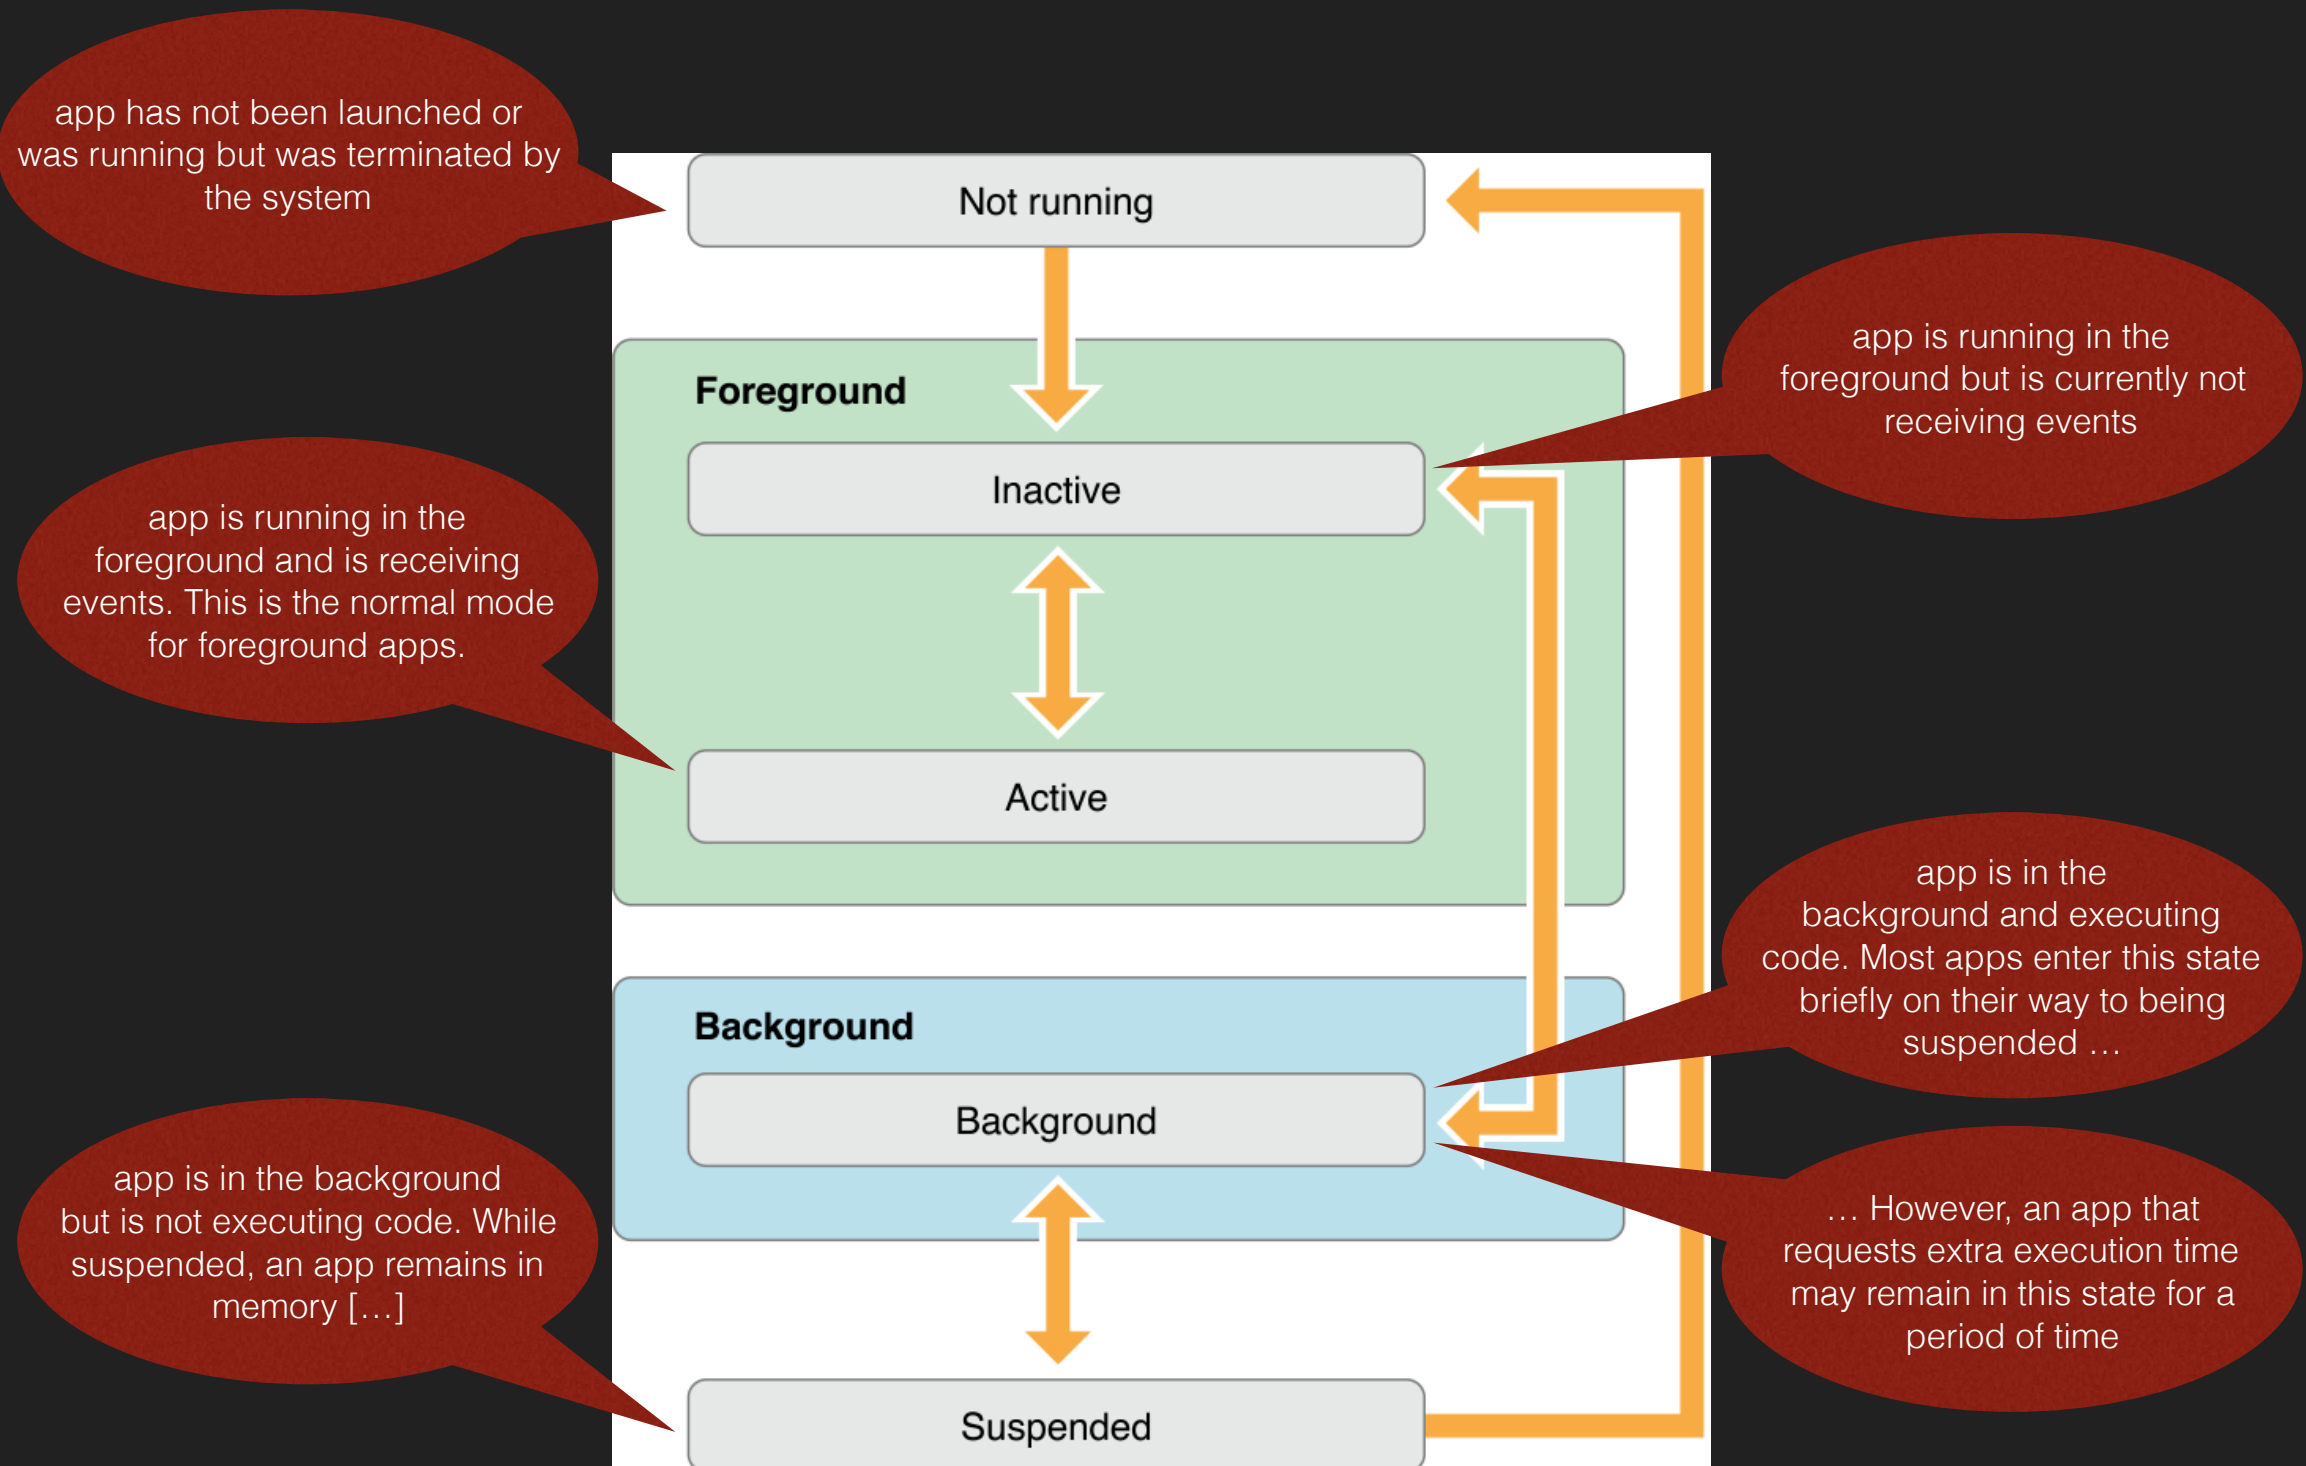 app has not been launched or
was running but was terminated by
the system
Not running
app is running in the
foreground but is currently not
receiving events
Foreground
Inactive
app is running in the
foreground and is receiving
events. This is the normal mode
for foreground apps.
Active
app is in the
background and executing
code. Most apps enter this state
briefly on their way to being
suspended …
Background
Background
… However, an app that
requests extra execution time
may remain in this state for a
period of time
app is in the background
but is not executing code. While
suspended, an app remains in
memory […]
Suspended